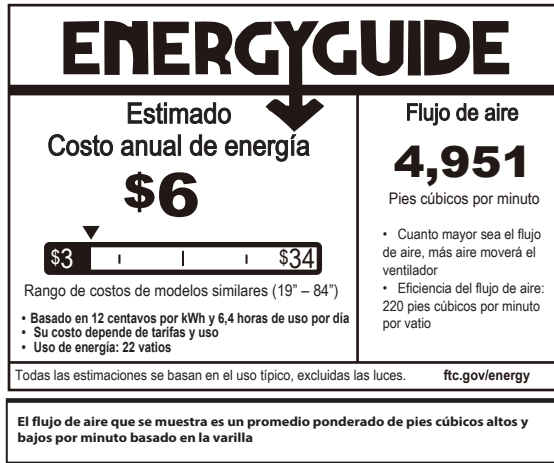 ENERGYGUIDE
Estimado
Costo anual de energía
$6
$3 $34
Rango de costos de modelos similares (19” – 84”)
• Basado en 12 centavos por kWh y 6,4 horas de uso por día
• Su costo depende de tarifas y uso
• Uso de energía: 22 vatios
Flujo de aire
4,951
Pies cúbicos por minuto
• Cuanto mayor sea el flujo
de aire, más aire moverá el
ventilador
• Eficiencia del flujo de aire:
220 pies cúbicos por minuto
por vatio
Todas las estimaciones se basan en el uso típico, excluidas las luces. ftc.gov/energy
El flujo de aire que se muestra es un promedio ponderado de pies cúbicos altos y
bajos por minuto basado en la varilla